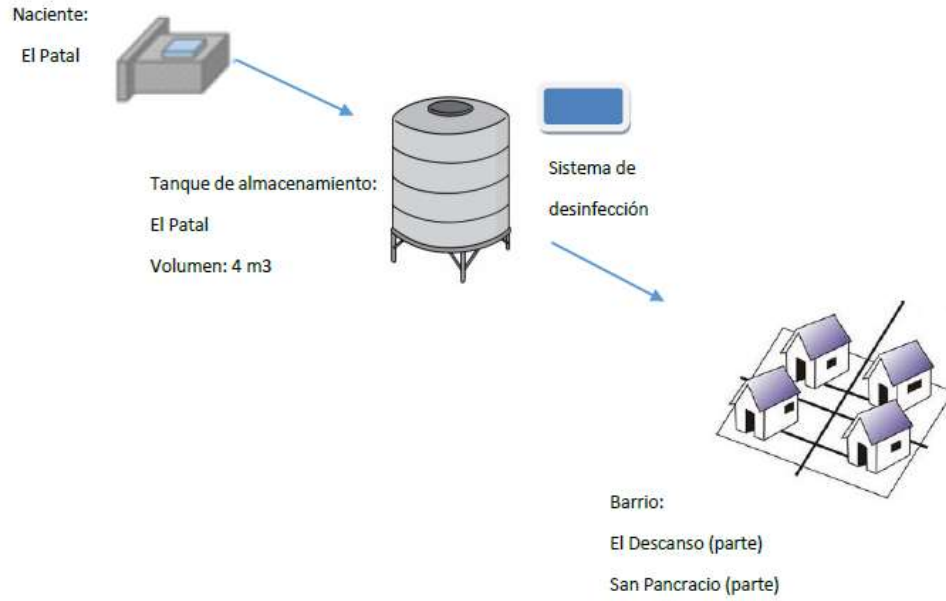 Naciente:
El Patal
Tanque de almacenamiento:
El Patal
Volumen: 4 m3
Sistema de
desinfección
Barrio:
El Descanso (parte)
San Pancracio (parte)